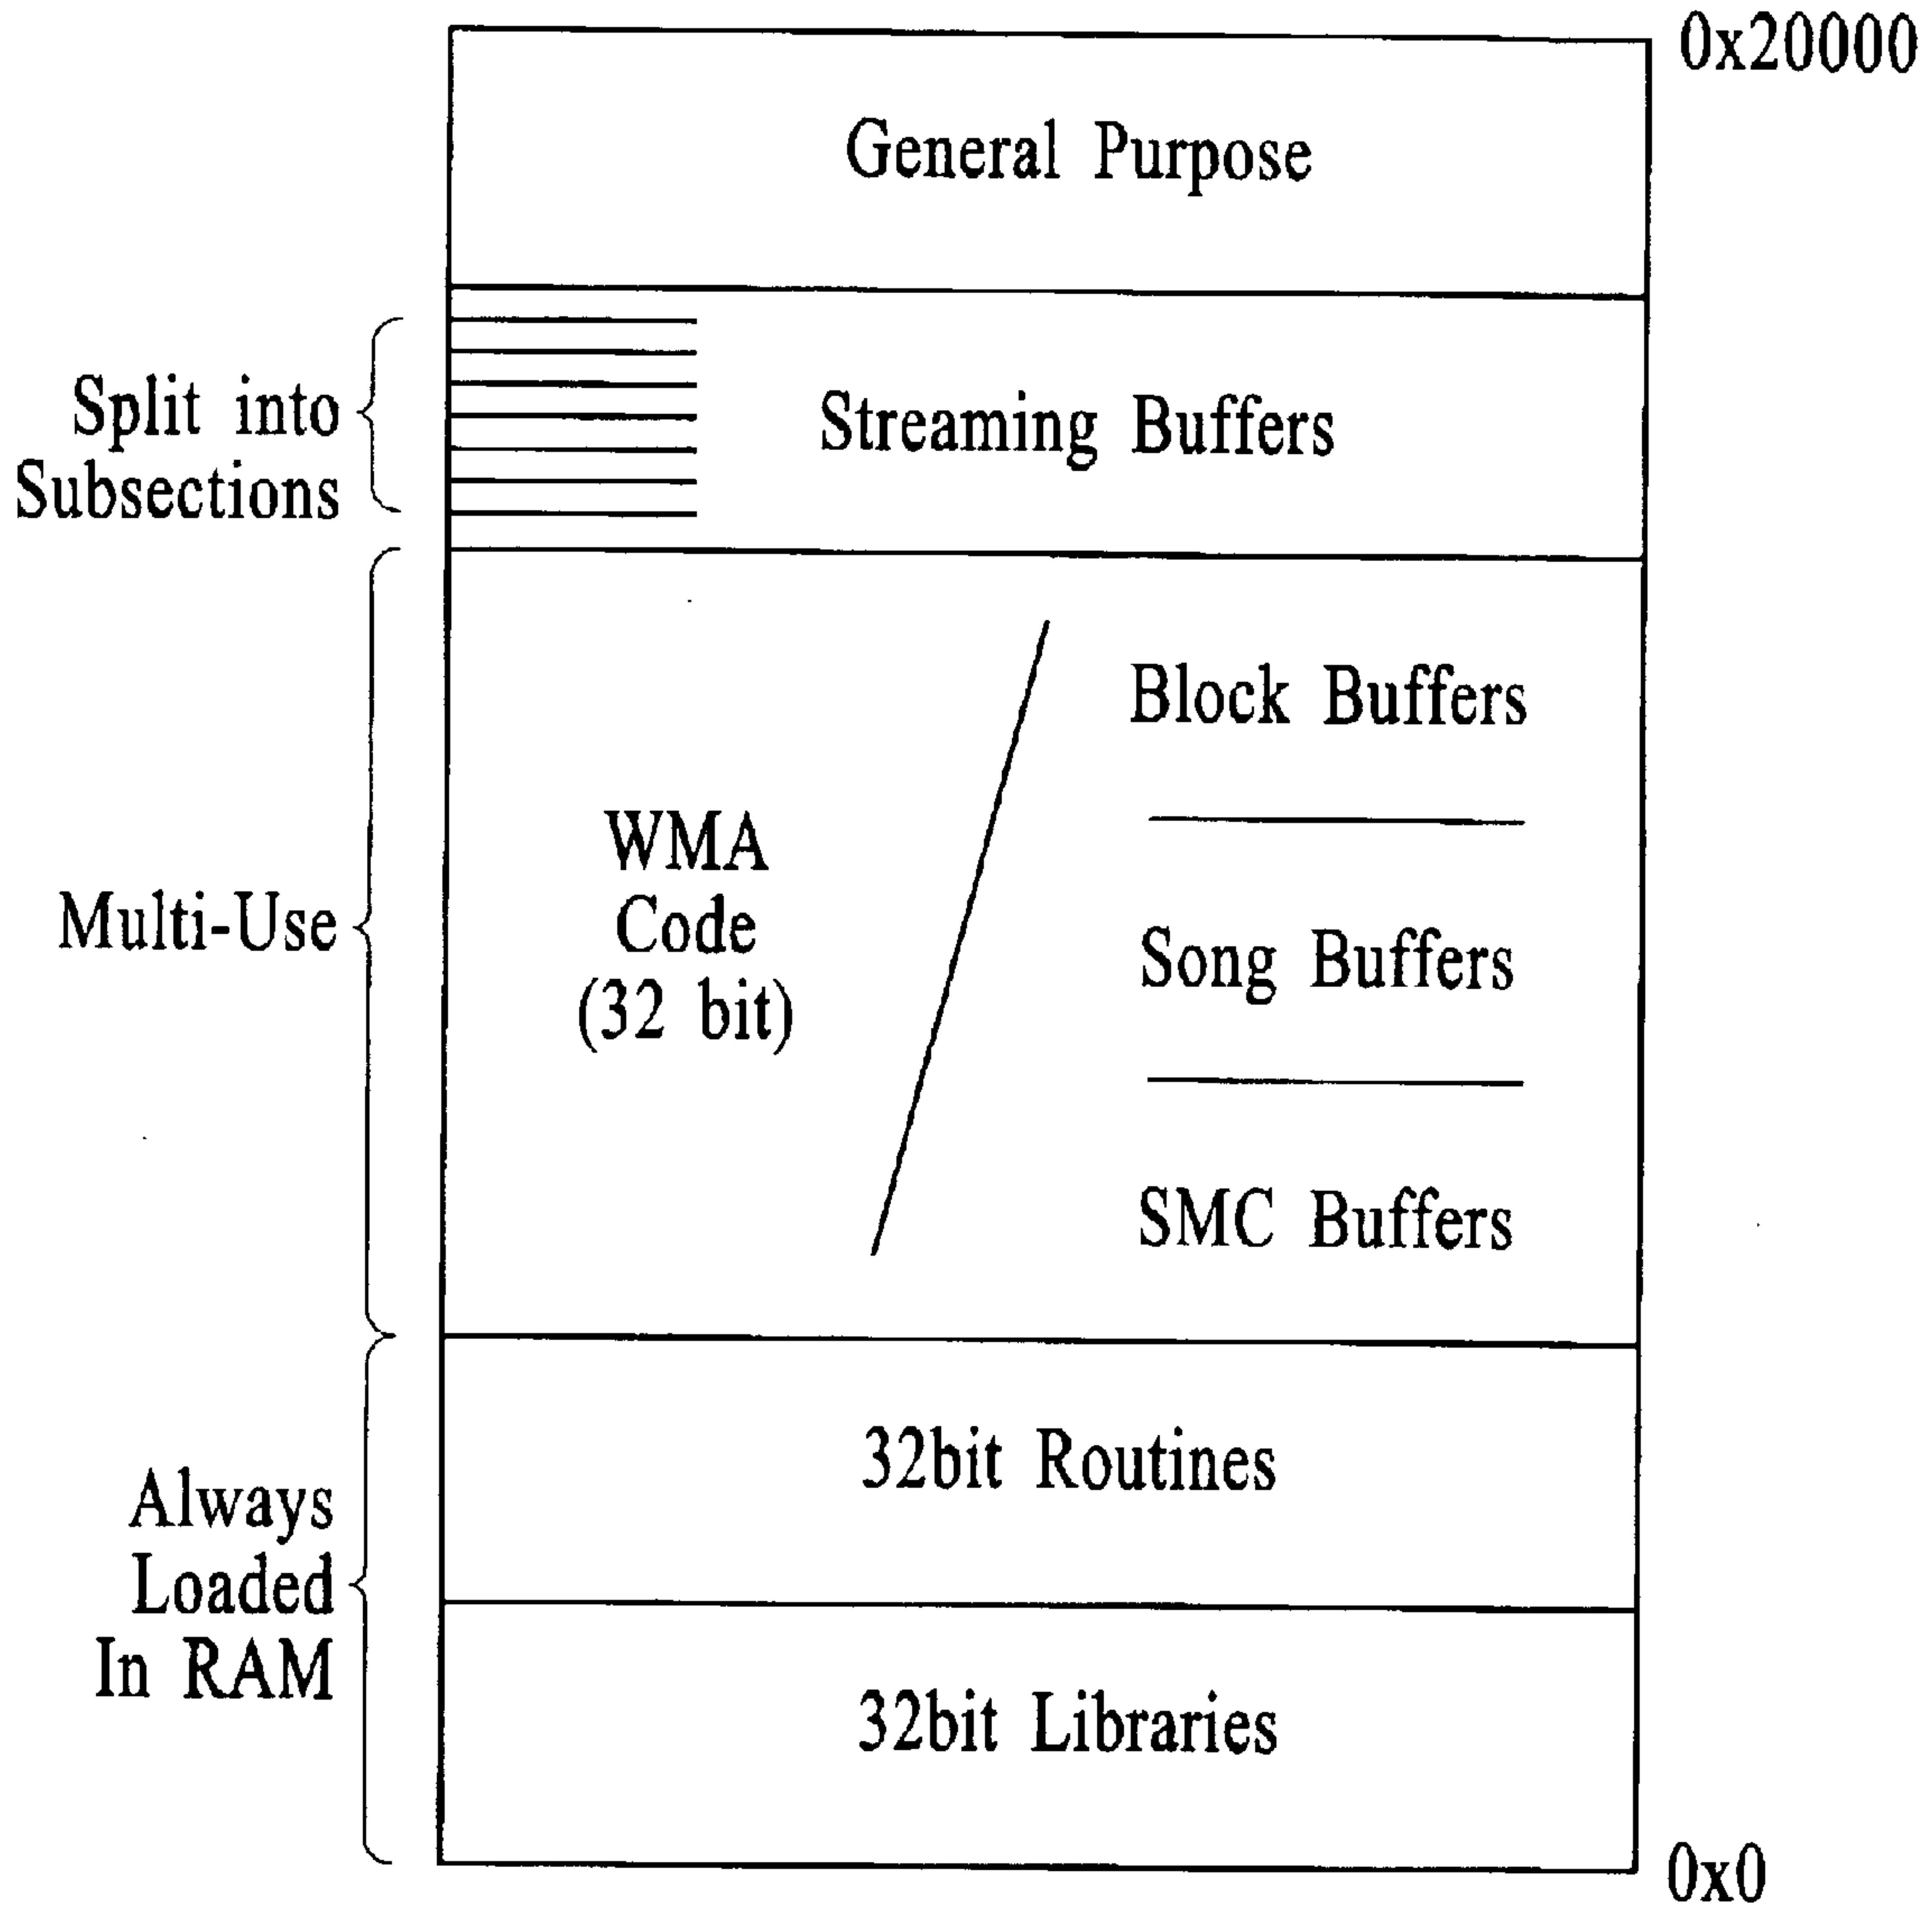 0x20000
General Purpose
Split into
Subsections
Streaming Buffers
Multi-Use
WMA
Code
(32 bit)
Block Buffers
Song Buffers
SMC Buffers
Always
Loaded
In RAM
32bit Routines
32bit Libraries
0x0